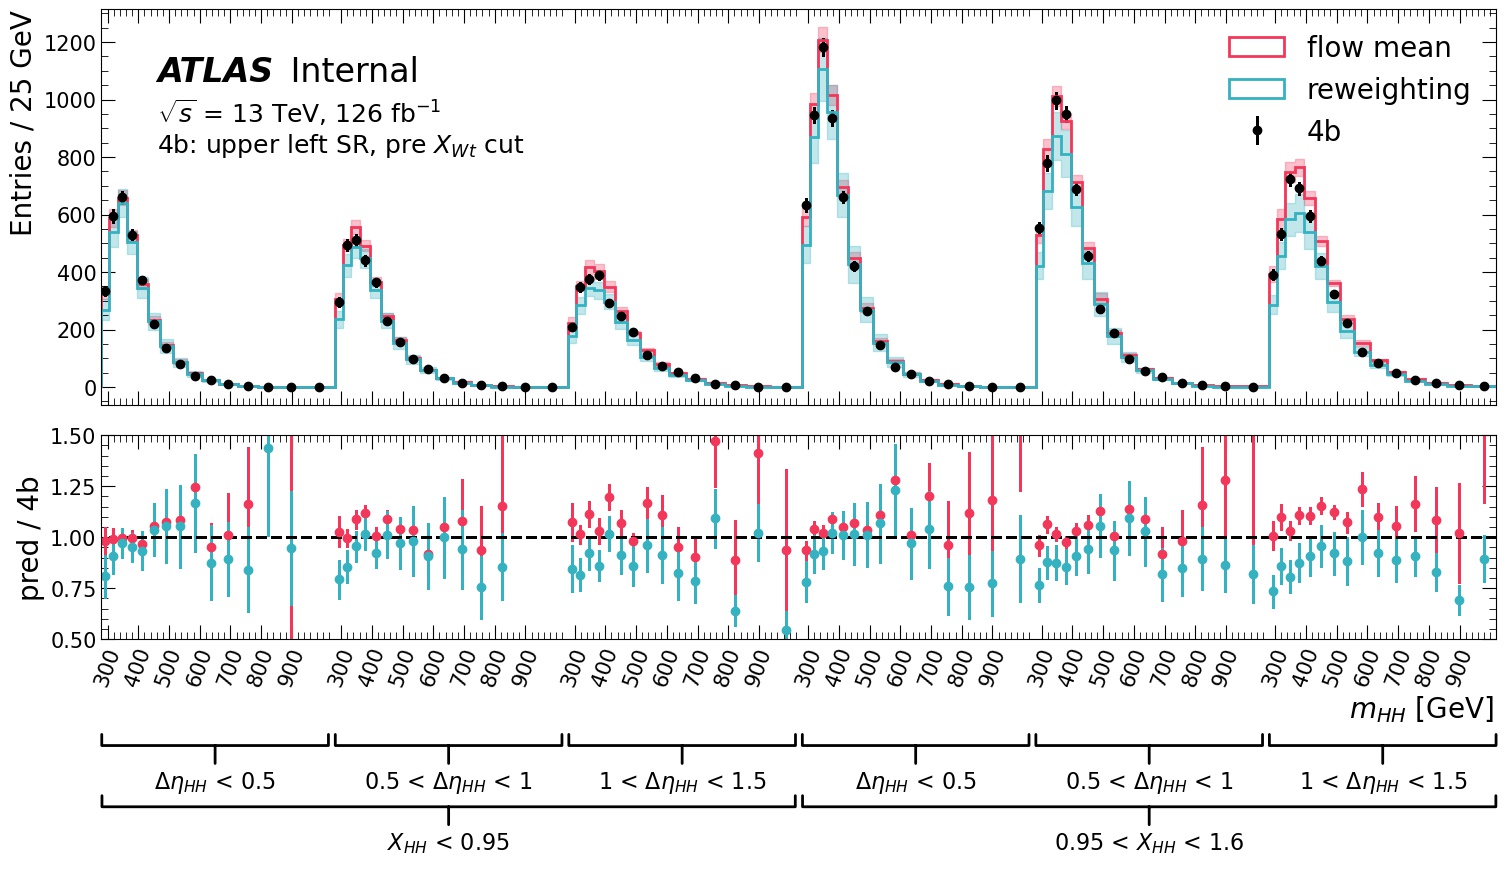 Entries / 25 GeV
1200
1000
800
600
400
200
0
ATLAS Internal
√s = 13 TeV, 126 fb⁻¹
4b: upper left SR, pre X_Wt cut
flow mean
reweighting
4b
pred / 4b
1.50
1.25
1.00
0.75
0.50
300 400 500 600 700 800 900 300 400 500 600 700 800 900 300 400 500 600 700 800 900 300 400 500 600 700 800 900 300 400 500 600 700 800 900 300 400 500 600 700 800 900
m_HH [GeV]
Δη_HH < 0.5 0.5 < Δη_HH < 1 1 < Δη_HH < 1.5 Δη_HH < 0.5 0.5 < Δη_HH < 1 1 < Δη_HH < 1.5
X_HH < 0.95 0.95 < X_HH < 1.6